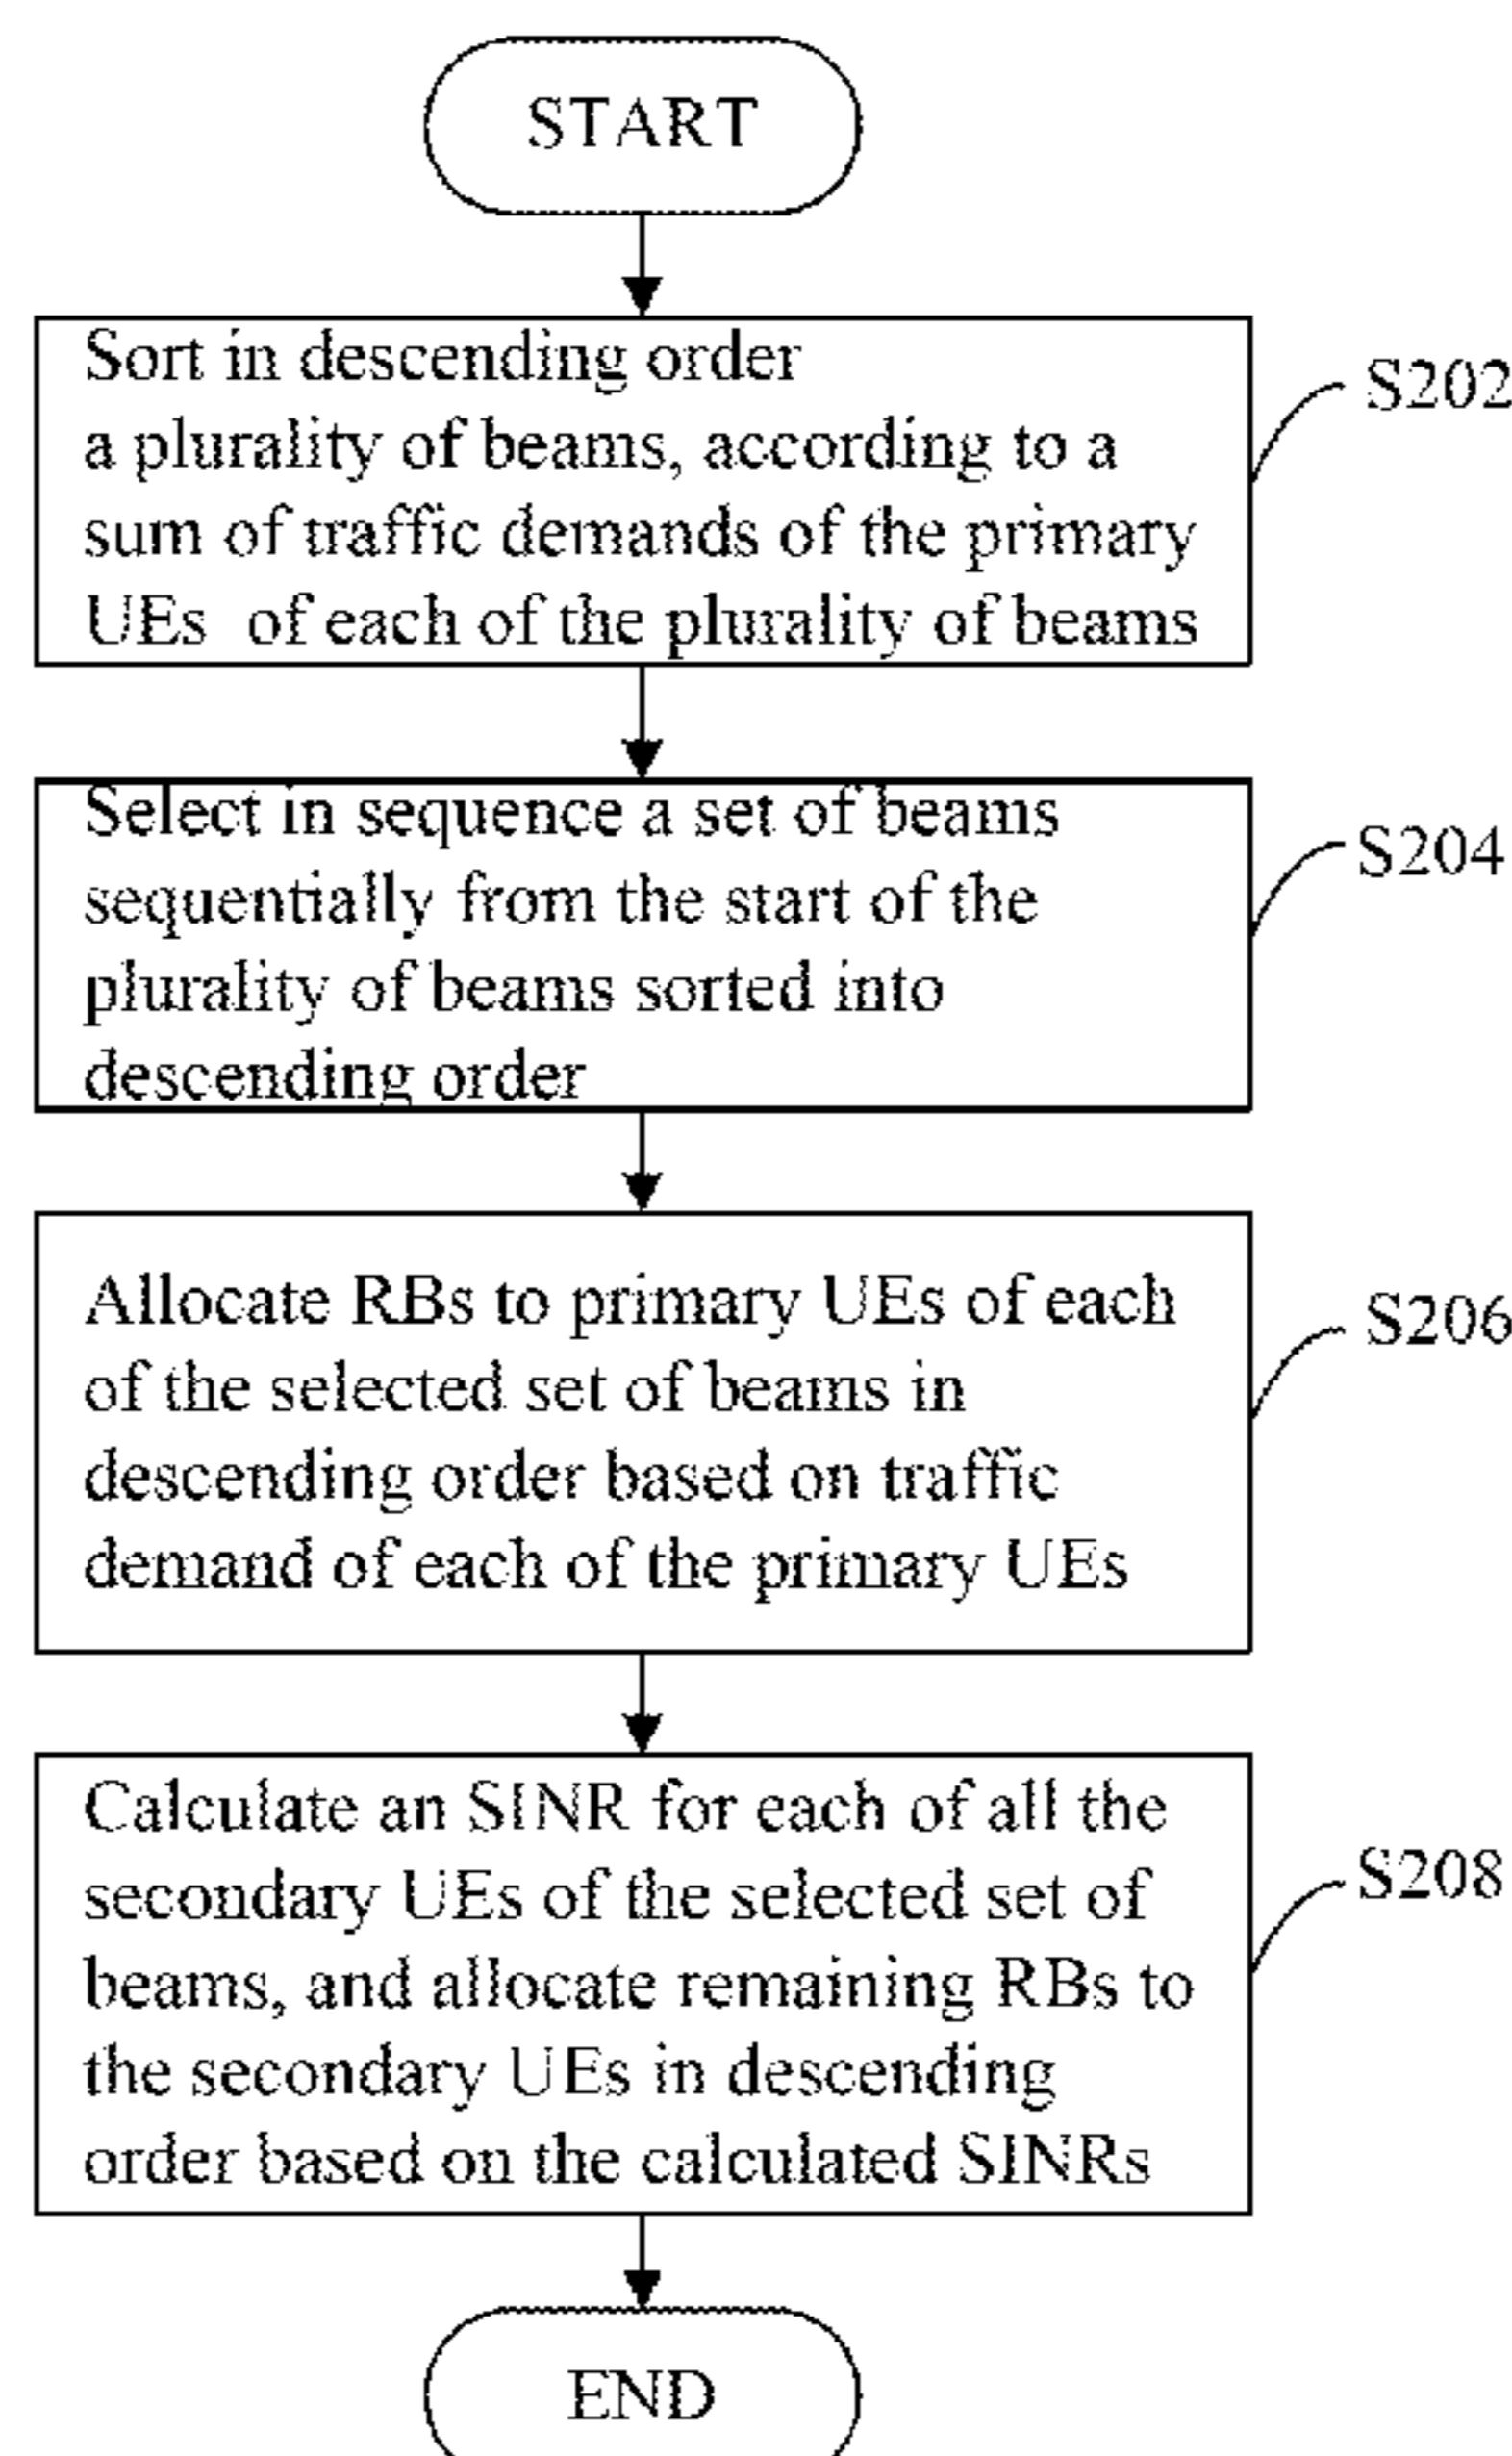 START
Sort in descending order
a plurality of beams, according to a
sum of traffic demands of the primary
UEs of each of the plurality of beams
S202
Select in sequence a set of beams
sequentially from the start of the
plurality of beams sorted into
descending order
S204
Allocate RBs to primary UEs of each
of the selected set of beams in
descending order based on traffic
demand of each of the primary UEs
S206
Calculate an SINR for each of all the
secondary UEs of the selected set of
beams, and allocate remaining RBs to
the secondary UEs in descending
order based on the calculated SINRs
S208
END